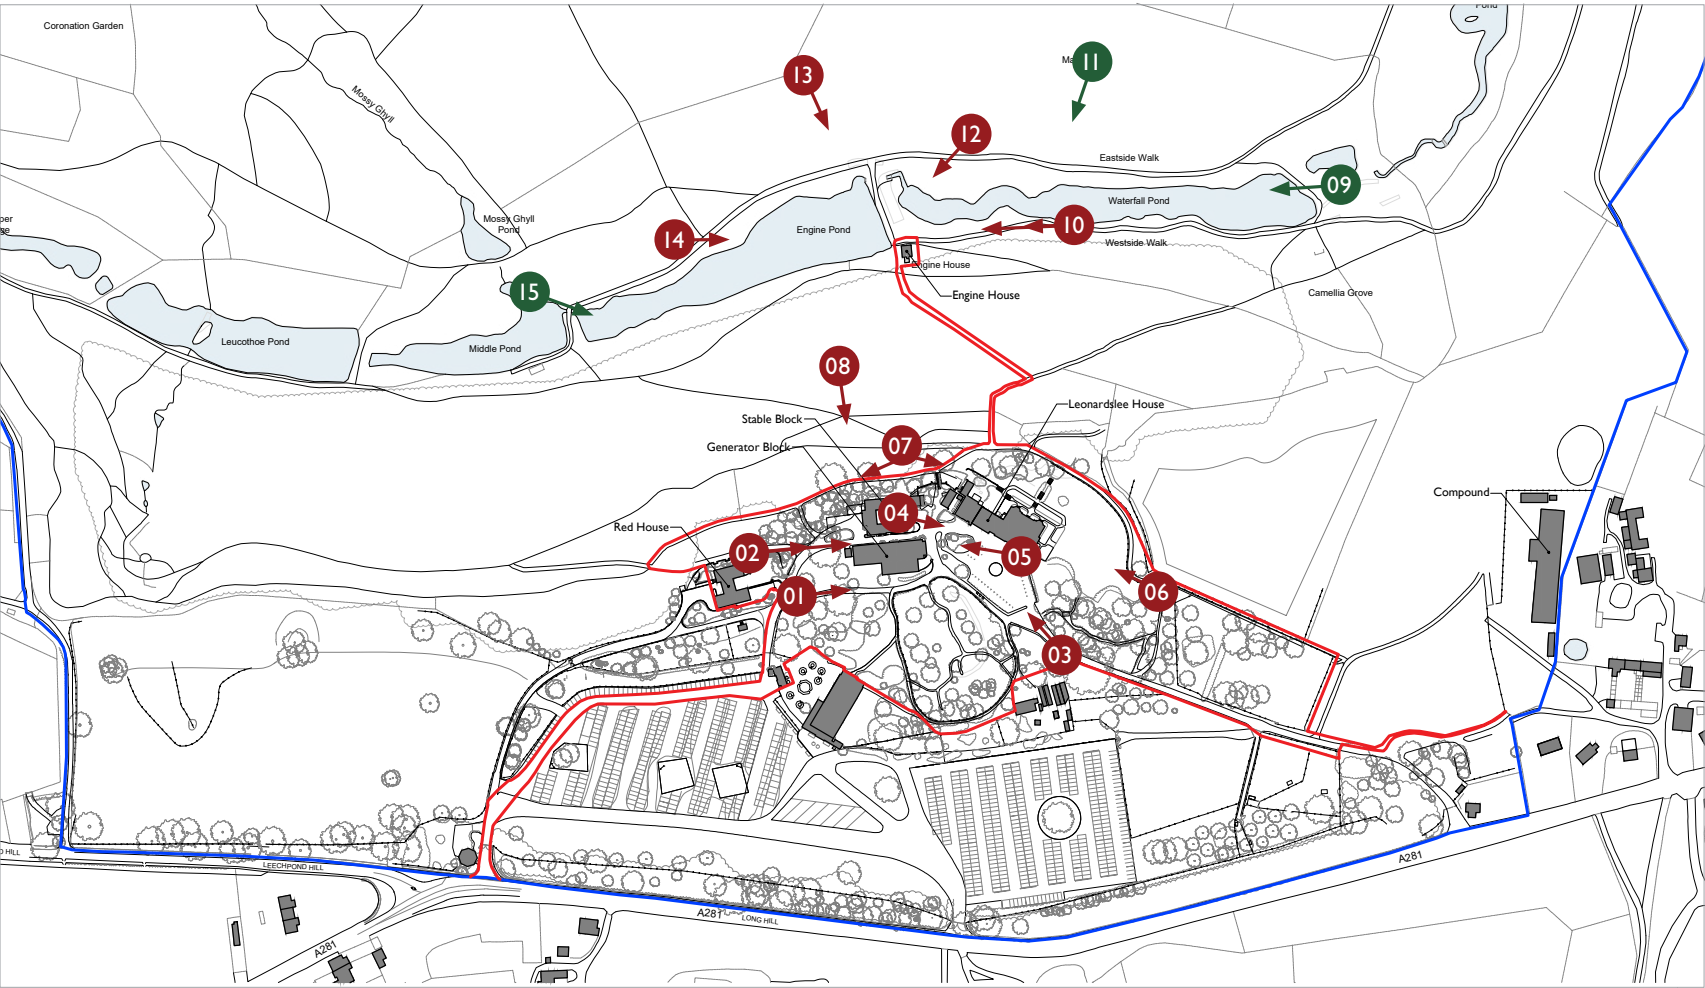 Pond
Coronation Garden
11
13
Mossy Ghyll
12
Eastside Walk
09
Waterfall Pond
Mossy Ghyll
Pond
10
Engine Pond
14
Westside Walk
Engine House
15
Engine House
Camellia Grove
Leucothoe Pond
Middle Pond
08
Leonardslee House
Stable Block
07
Generator Block
Compound
04
Red House
02
05
01
06
03
LEECHPOND HILL
A281
A281
LONG HILL
A281